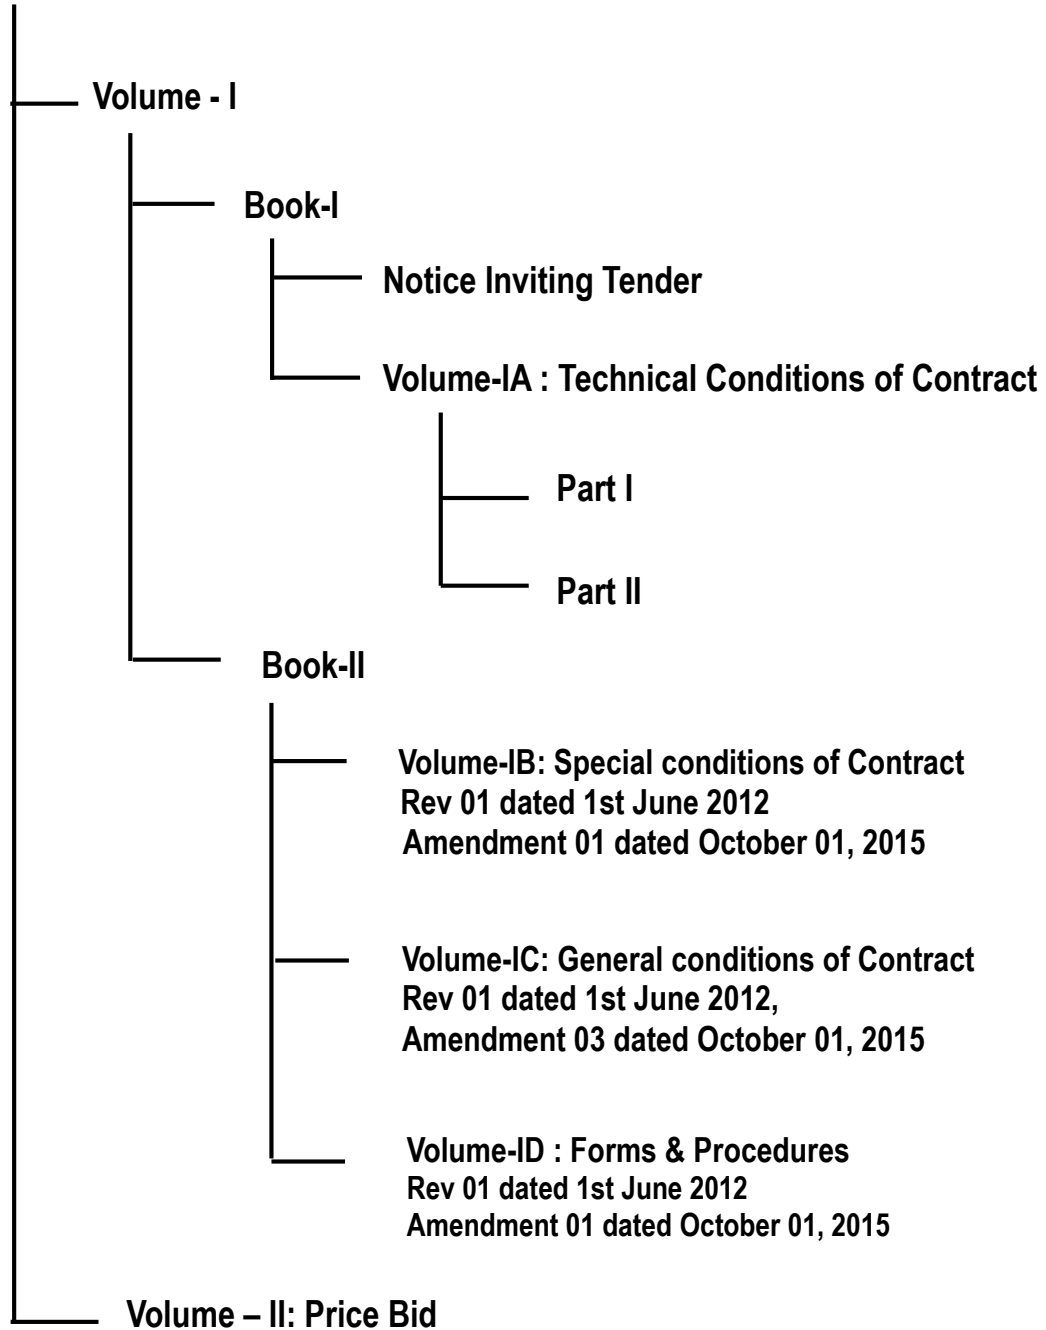 Volume - I
Book-I
Notice Inviting Tender
Volume-IA : Technical Conditions of Contract
Part I
Part II
Book-II
Volume-IB: Special conditions of Contract
Rev 01 dated 1st June 2012
Amendment 01 dated October 01, 2015
Volume-IC: General conditions of Contract
Rev 01 dated 1st June 2012,
Amendment 03 dated October 01, 2015
Volume-ID : Forms & Procedures
Rev 01 dated 1st June 2012
Amendment 01 dated October 01, 2015
Volume – II: Price Bid